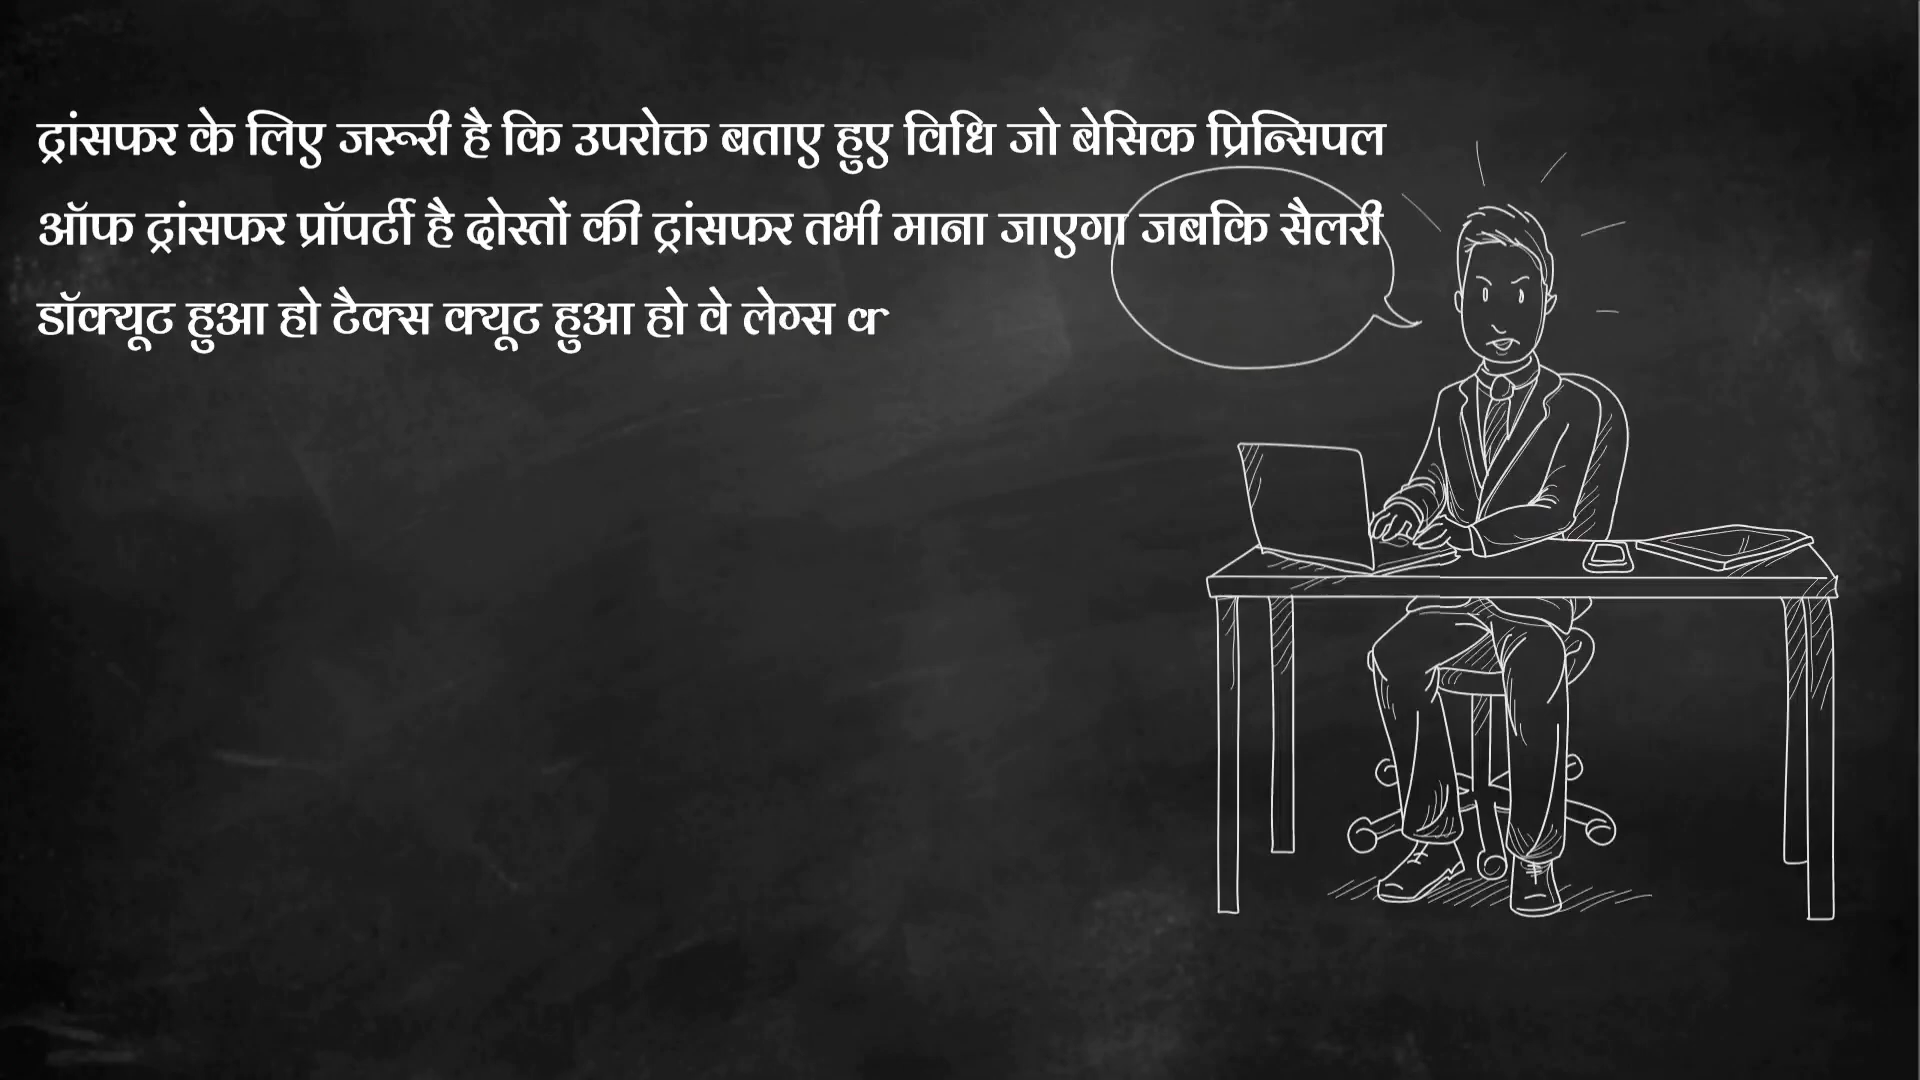 ट्रांसफर के लिए जरूरी है कि उपरोक्त बताए हुए विधि जो बेसिक प्रिन्सिपल
ऑफ ट्रांसफर प्रॉपर्टी है दोस्तों की ट्रांसफर तभी माना जाएगा जबकि सैलरी
डॉक्यूट हुआ हो टैक्स क्यूट हुआ हो वे लेग्स